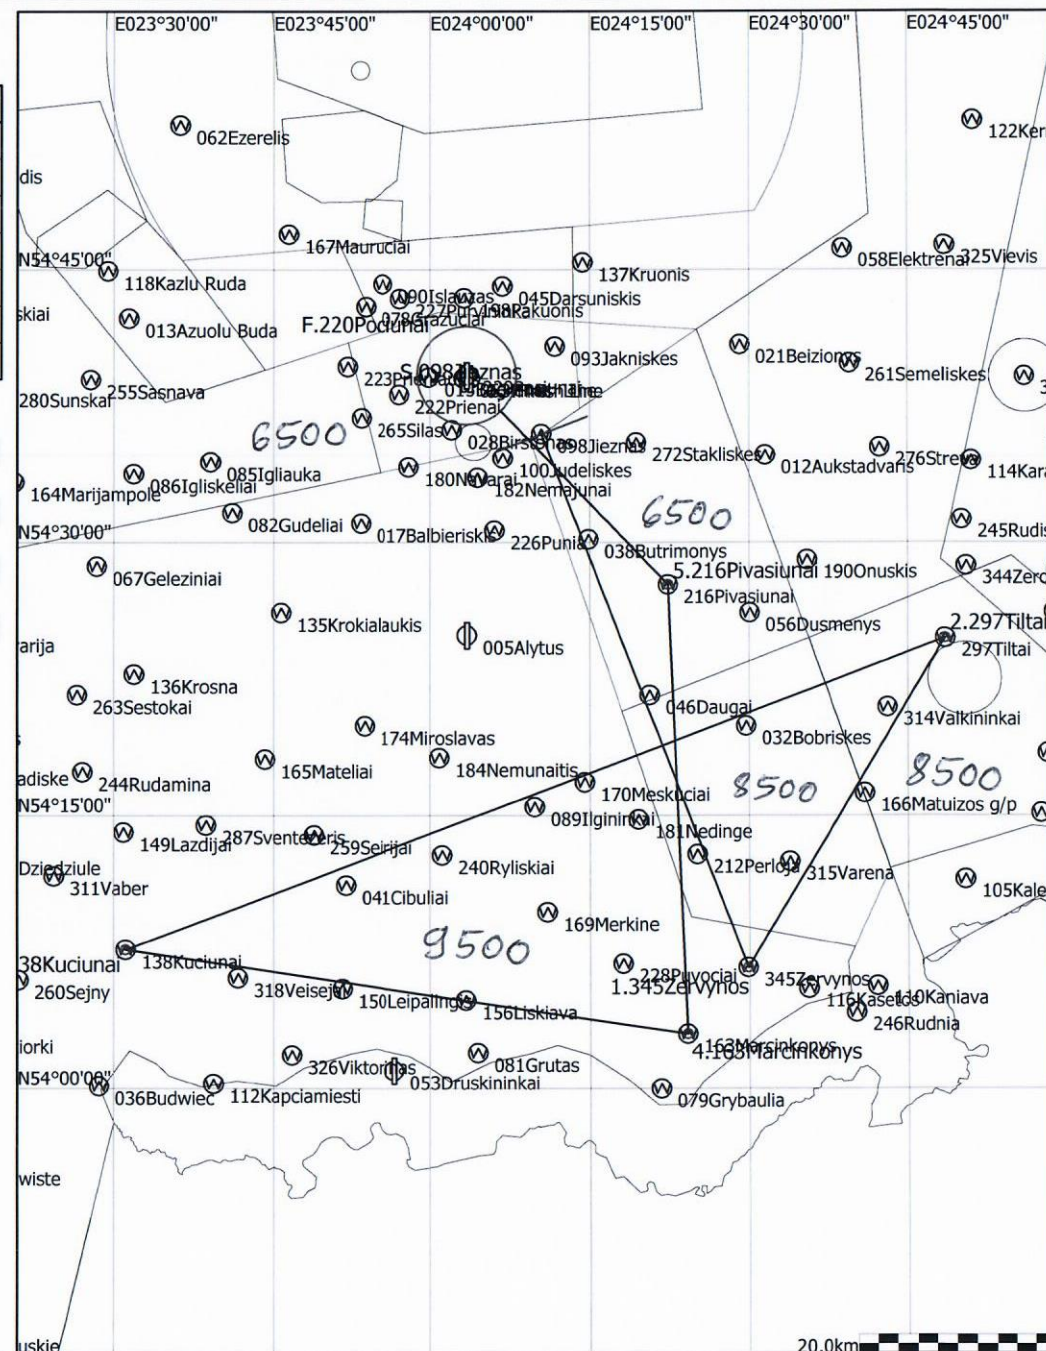 E023°30'00" E023°45'00" E024°00'00" E024°15'00" E024°30'00" E024°45'00"
122Ker
062Ezerelis
dis
167Mauruciai
058Elektrenai
325Vievis
N54°45'00"
137Kruonis
118Kazlu Ruda
045Darsuniskis
skiai
013Azuolu Buda
F.220Pociunai
093Jakniskes
021Beizionys
261Semeliskes
280Sunskai
255Sasnava
222Prienai
265Silas
6500
028Birstonas
098Jieznas
272Stakliskes
012Aukstadvaris
276Streva
114Kara
164Marijampole
086Igliskeliai
085Igliauka
180Navarai
100Judeliskes
182Nemajunai
6500
082Gudeliai
N54°30'00"
017Balbieriskis
226Punia
038Butrimonys
245Rudis
067Geleziniai
5.216Pivasiunai
190Onuskis
344Zero
216Pivasiunai
056Dusmenys
135Krokialaukis
2.297Tiltai
005Alytus
297Tiltai
arija
136Krosna
263Sestokai
046Daugai
314Valkininkai
032Bobriskes
174Miroslavas
adiske
244Rudamina
165Mateliai
184Nemunaitis
8500
8500
170Meskuciai
166Matuizos g/p
N54°15'00"
089Ilgininkai
181Nedinge
149Lazdijai
287Sventezeris
259Seirijai
240Ryliskiai
212Perloja
315Varena
Dziedziule
311Vaber
041Cibuliai
105Kale
169Merkine
9500
38Kuciunai
138Kuciunai
260Sejny
318Veisejai
150Leipalingis
156Liskiava
228Puvociai
1.345Zervynos
345Zervynos
116Kasetos
110Kaniava
246Rudnia
163Marcinkonys
4.163Marcinkonys
iorki
326Viktorinas
081Grutas
N54°00'00"
036Budwiec
112Kapciamiesti
053Druskininkai
079Grybaulia
wiste
uskie
20.0km